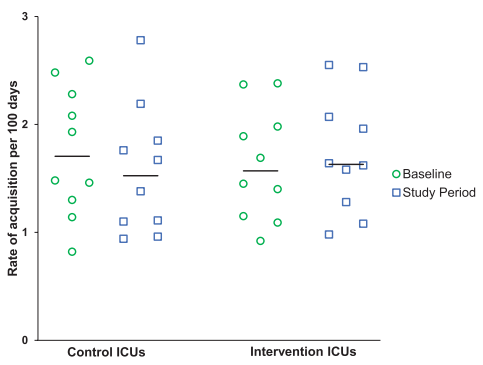 3
2
1
0
Rate of acquisition per 100 days
Control ICUs
Intervention ICUs
Baseline
Study Period